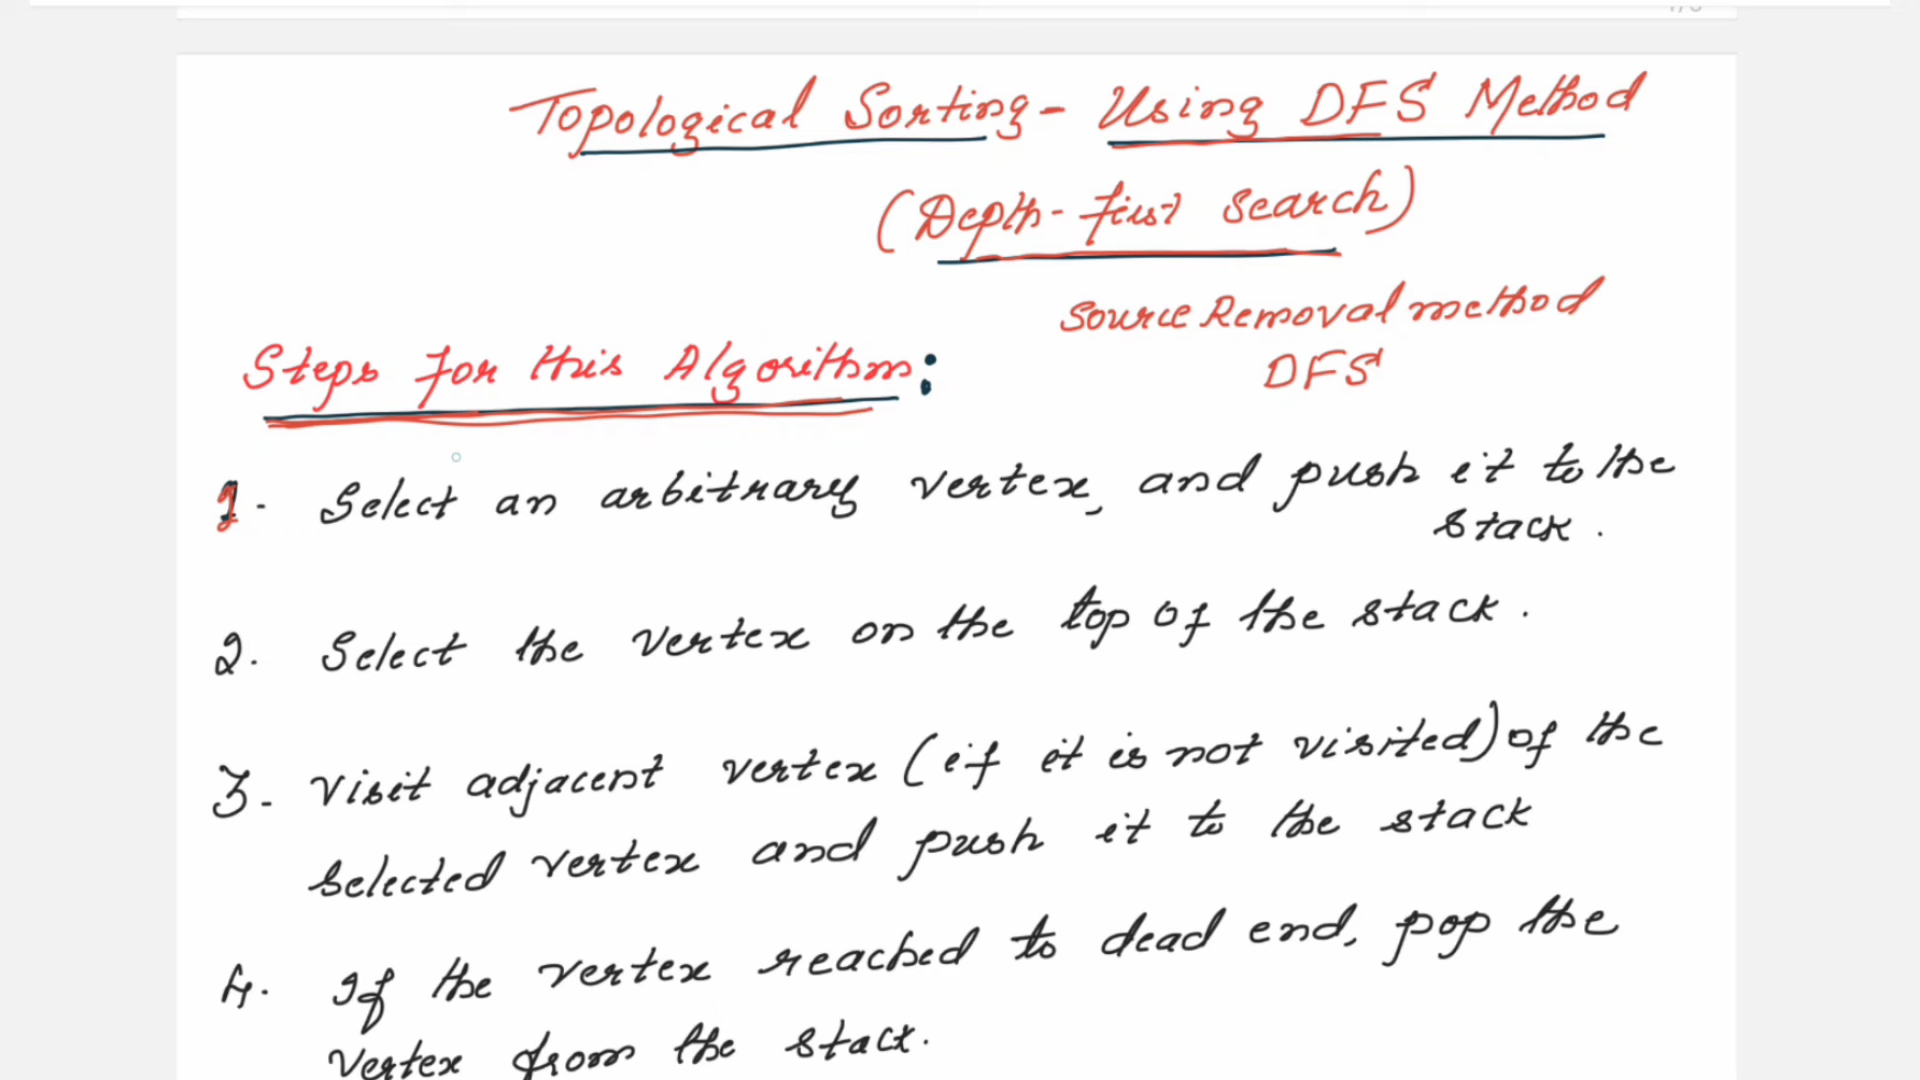 Topological Sorting - Using DFS Method
(Depth-first search)
Source Removal method
DFS
Steps for this Algorithm:
1. Select an arbitrary vertex, and push it to the
stack.
2. Select the vertex on the top of the stack.
3. Visit adjacent vertex (if it is not visited) of the
selected vertex and push it to the stack
4. If the vertex reached to dead end, pop the
vertex from the stack.